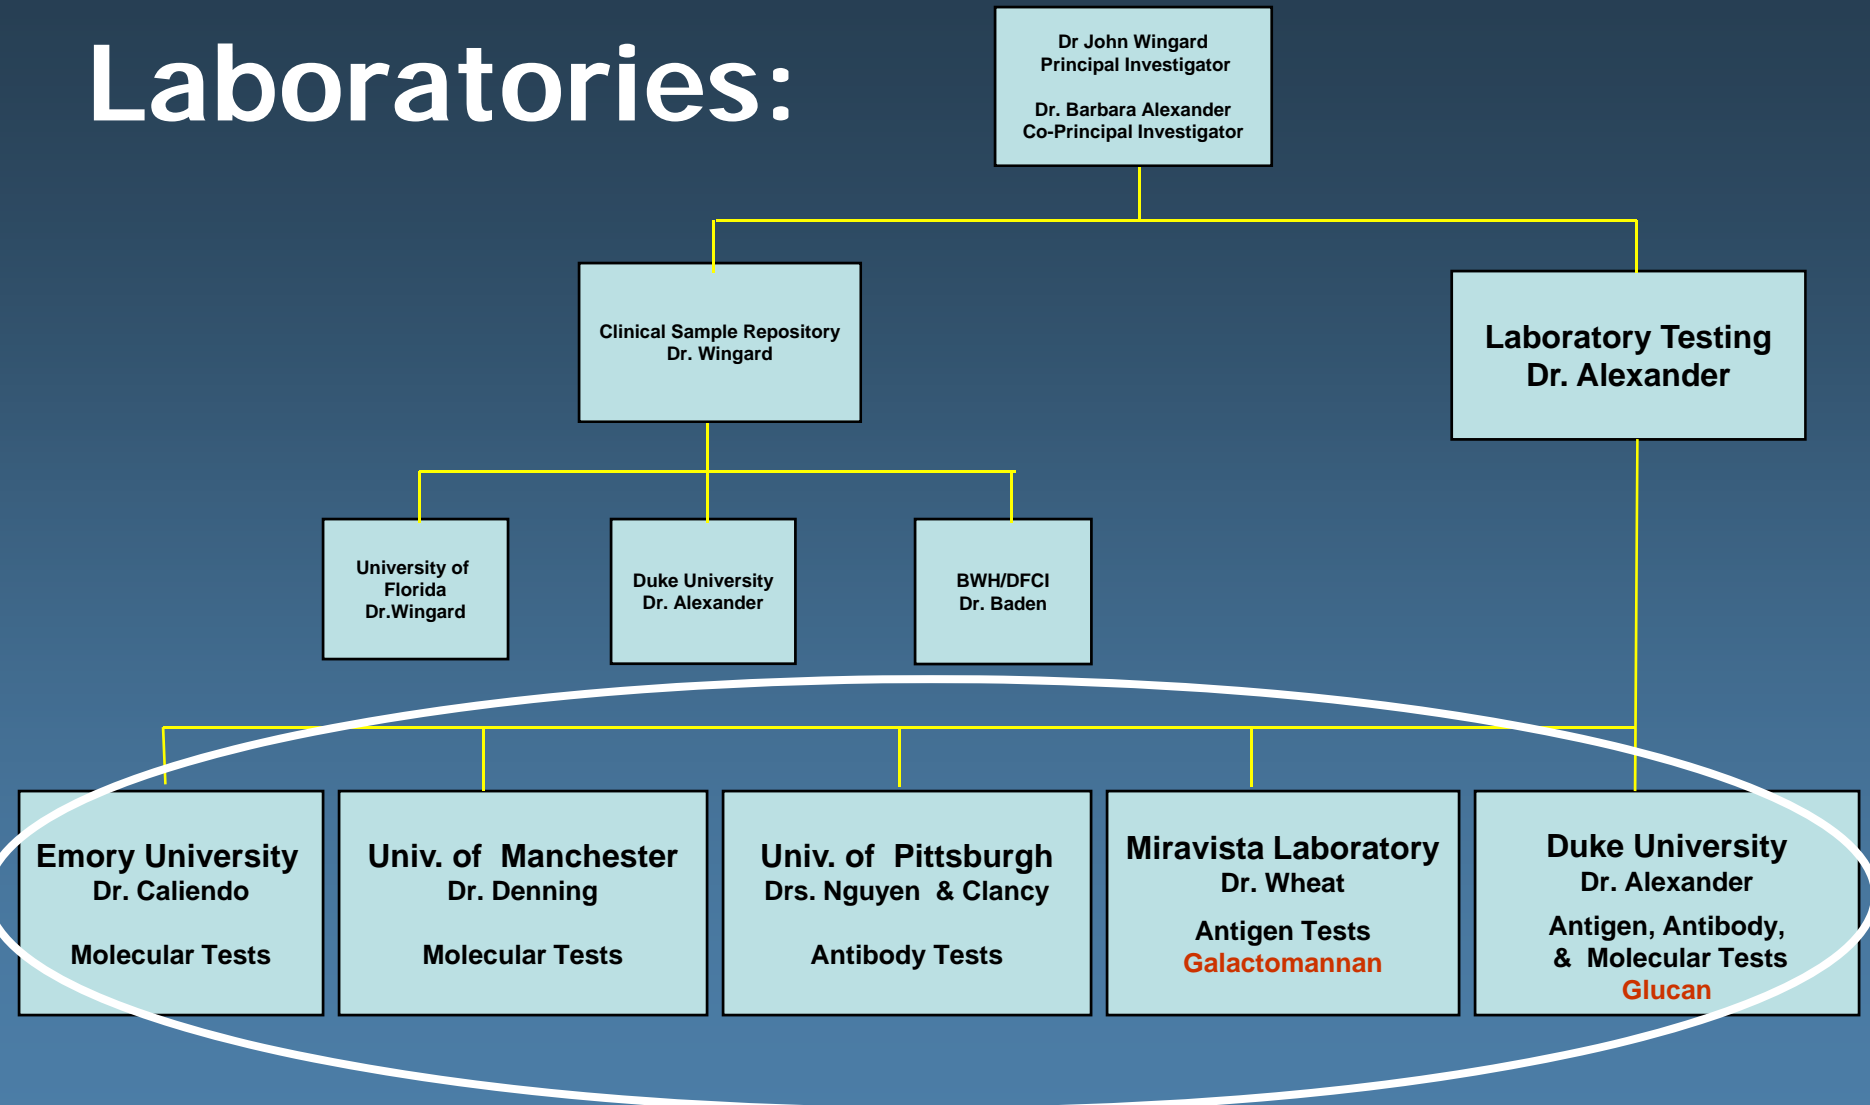 Laboratories:
Dr John Wingard
Principal Investigator
Dr. Barbara Alexander
Co-Principal Investigator
Clinical Sample Repository
Dr. Wingard
Laboratory Testing
Dr. Alexander
University of
Florida
Dr.Wingard
Duke University
Dr. Alexander
BWH/DFCI
Dr. Baden
Emory University
Dr. Caliendo
Molecular Tests
Univ. of Manchester
Dr. Denning
Molecular Tests
Univ. of Pittsburgh
Drs. Nguyen & Clancy
Antibody Tests
Miravista Laboratory
Dr. Wheat
Antigen Tests
Galactomannan
Duke University
Dr. Alexander
Antigen, Antibody,
& Molecular Tests
Glucan